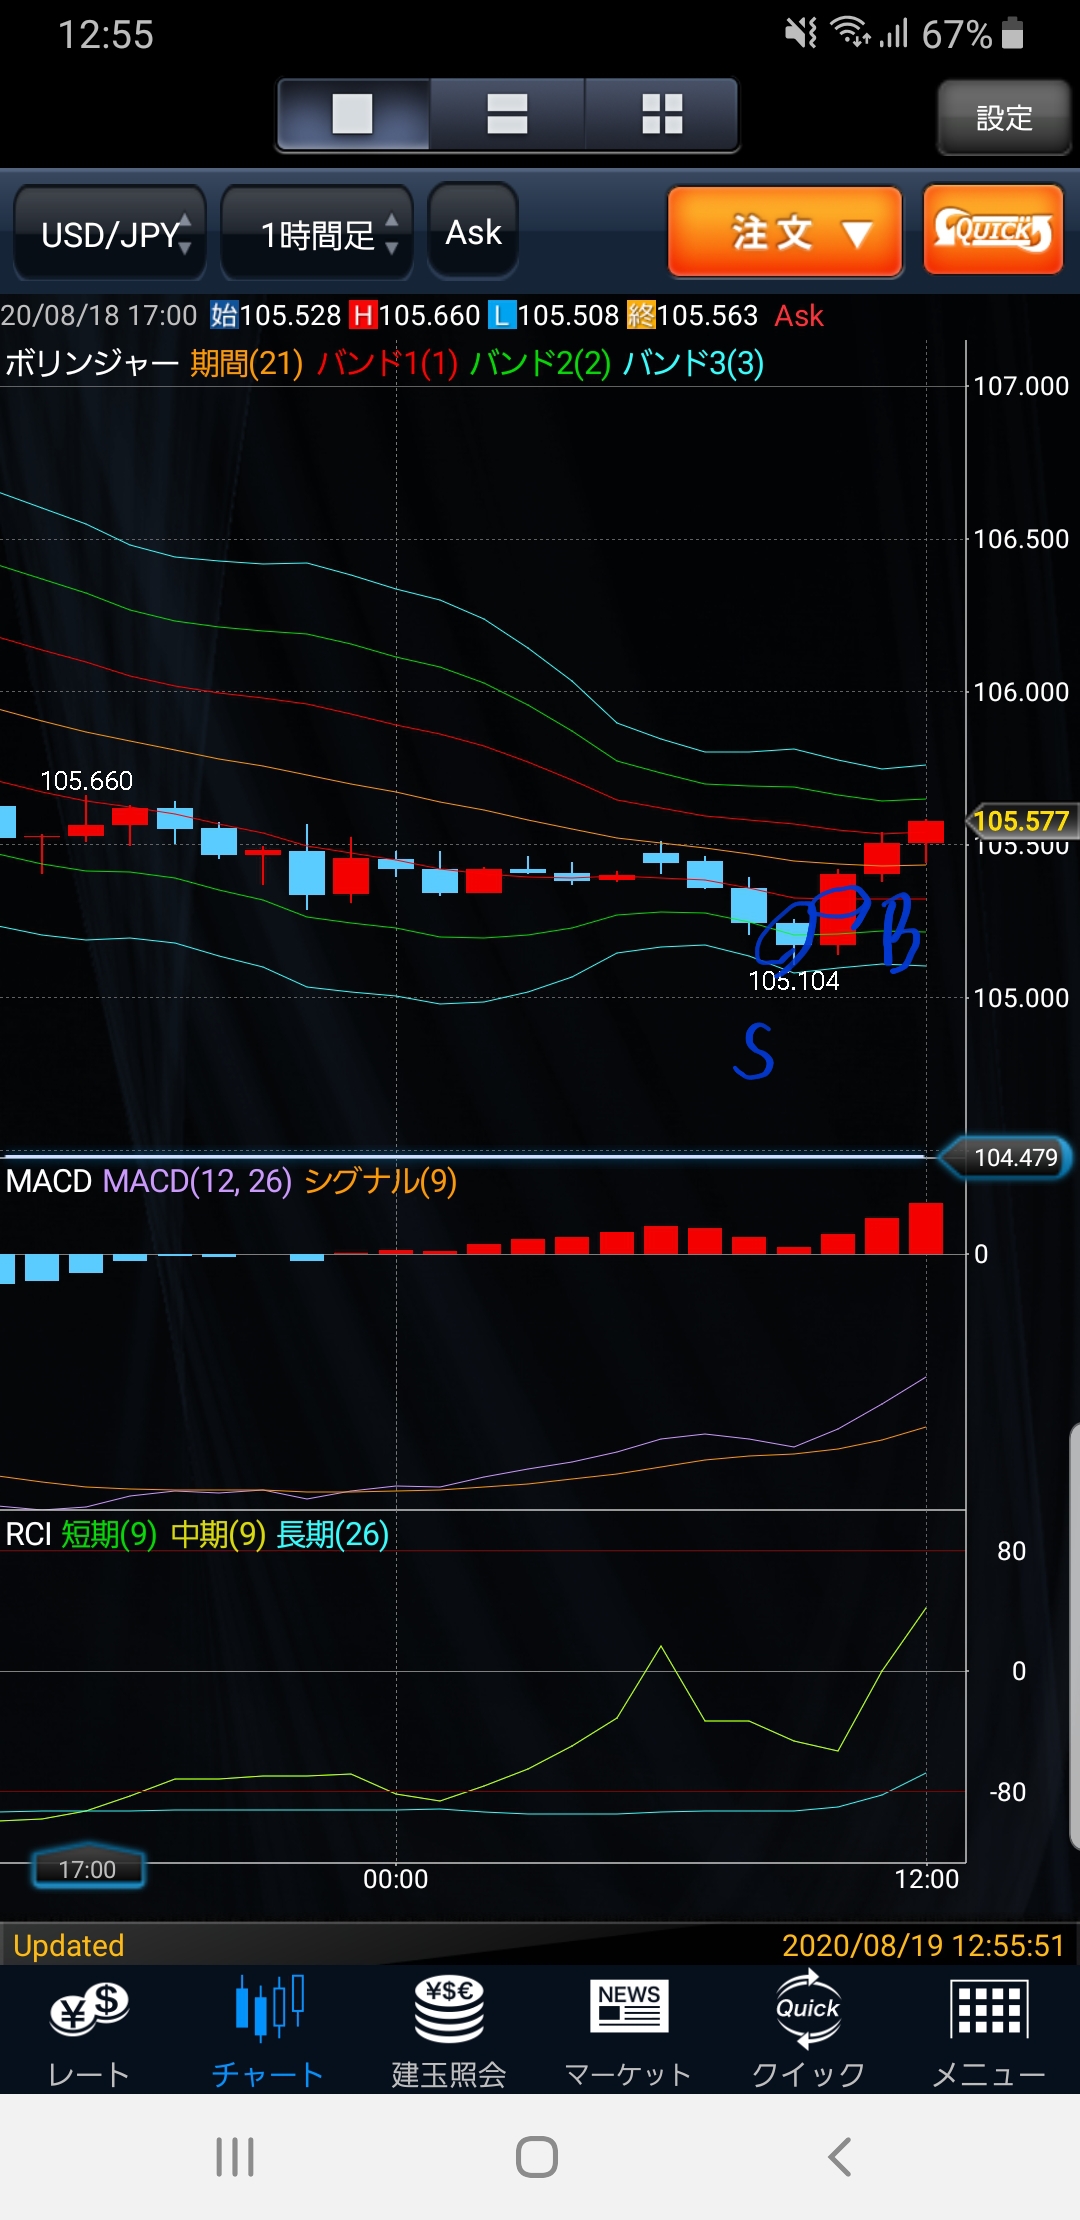 12:55 67%
設定
USD/JPY 1時間足 Ask 注文 QUICK
20/08/18 17:00 始105.528 H105.660 L105.508 終105.563 Ask
ボリンジャー 期間(21) バンド1(1) バンド2(2) バンド3(3)
107.000
106.500
106.000
105.660
105.577
105.500
B
105.104
105.000
S
104.479
MACD MACD(12, 26) シグナル(9)
0
RCI 短期(9) 中期(9) 長期(26)
80
0
-80
17:00 00:00 12:00
Updated 2020/08/19 12:55:51
¥$ ¥$€ NEWS Quick
レート チャート 建玉照会 マーケット クイック メニュー